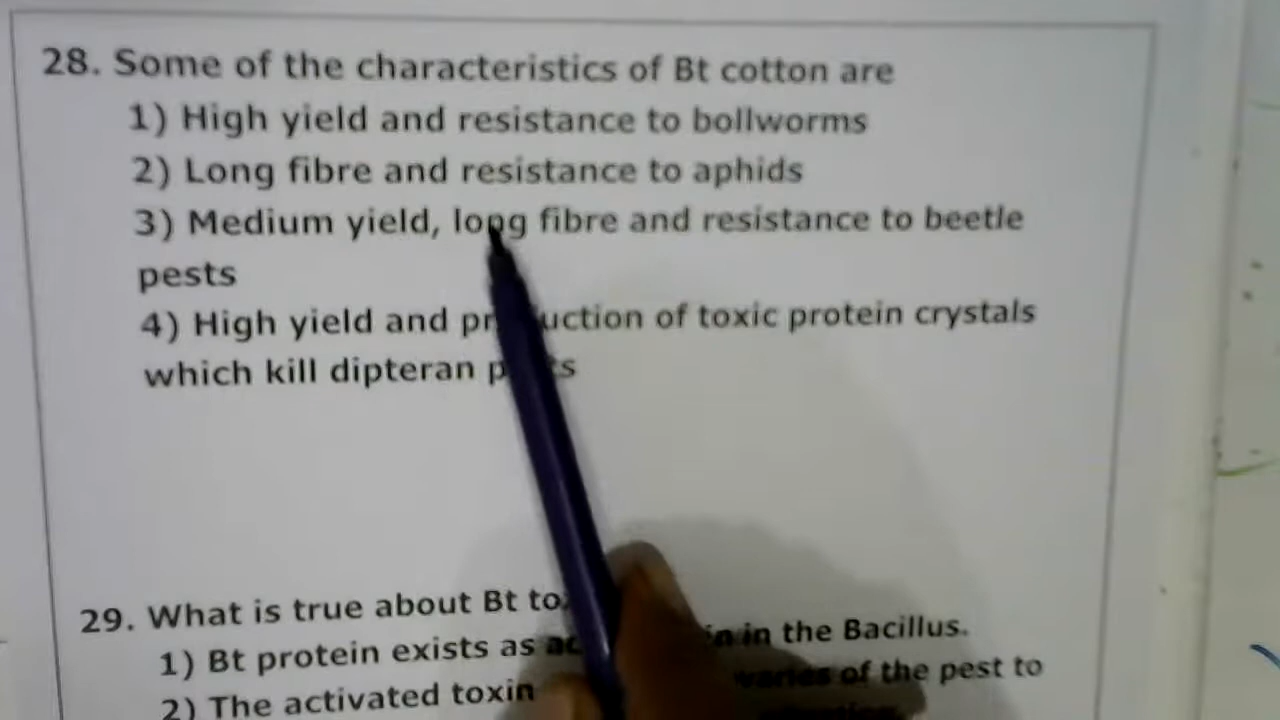 28. Some of the characteristics of Bt cotton are
1) High yield and resistance to bollworms
2) Long fibre and resistance to aphids
3) Medium yield, long fibre and resistance to beetle
pests
4) High yield and production of toxic protein crystals
which kill dipteran pests
29. What is true about Bt
1) Bt protein exists as in the Bacillus.
2) The activated toxin of the pest to